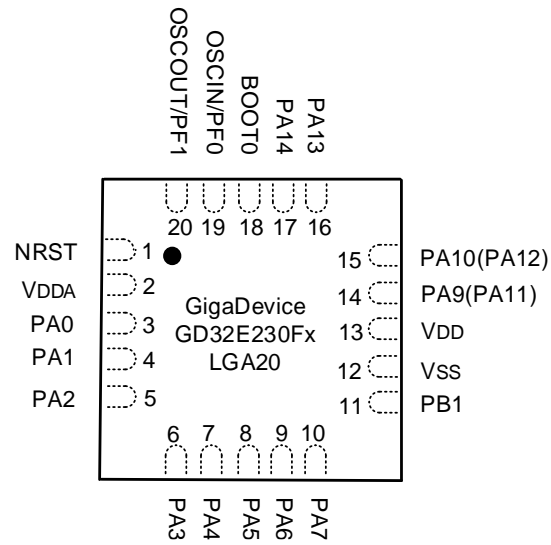 OSCOUT/PF1
OSCIN/PF0
BOOT0
PA14
PA13
20 19 18 17 16
NRST 1
VDDA 2
PA0 3
PA1 4
PA2 5
GigaDevice
GD32E230Fx
LGA20
15 PA10(PA12)
14 PA9(PA11)
13 VDD
12 VSS
11 PB1
6 7 8 9 10
PA3
PA4
PA5
PA6
PA7